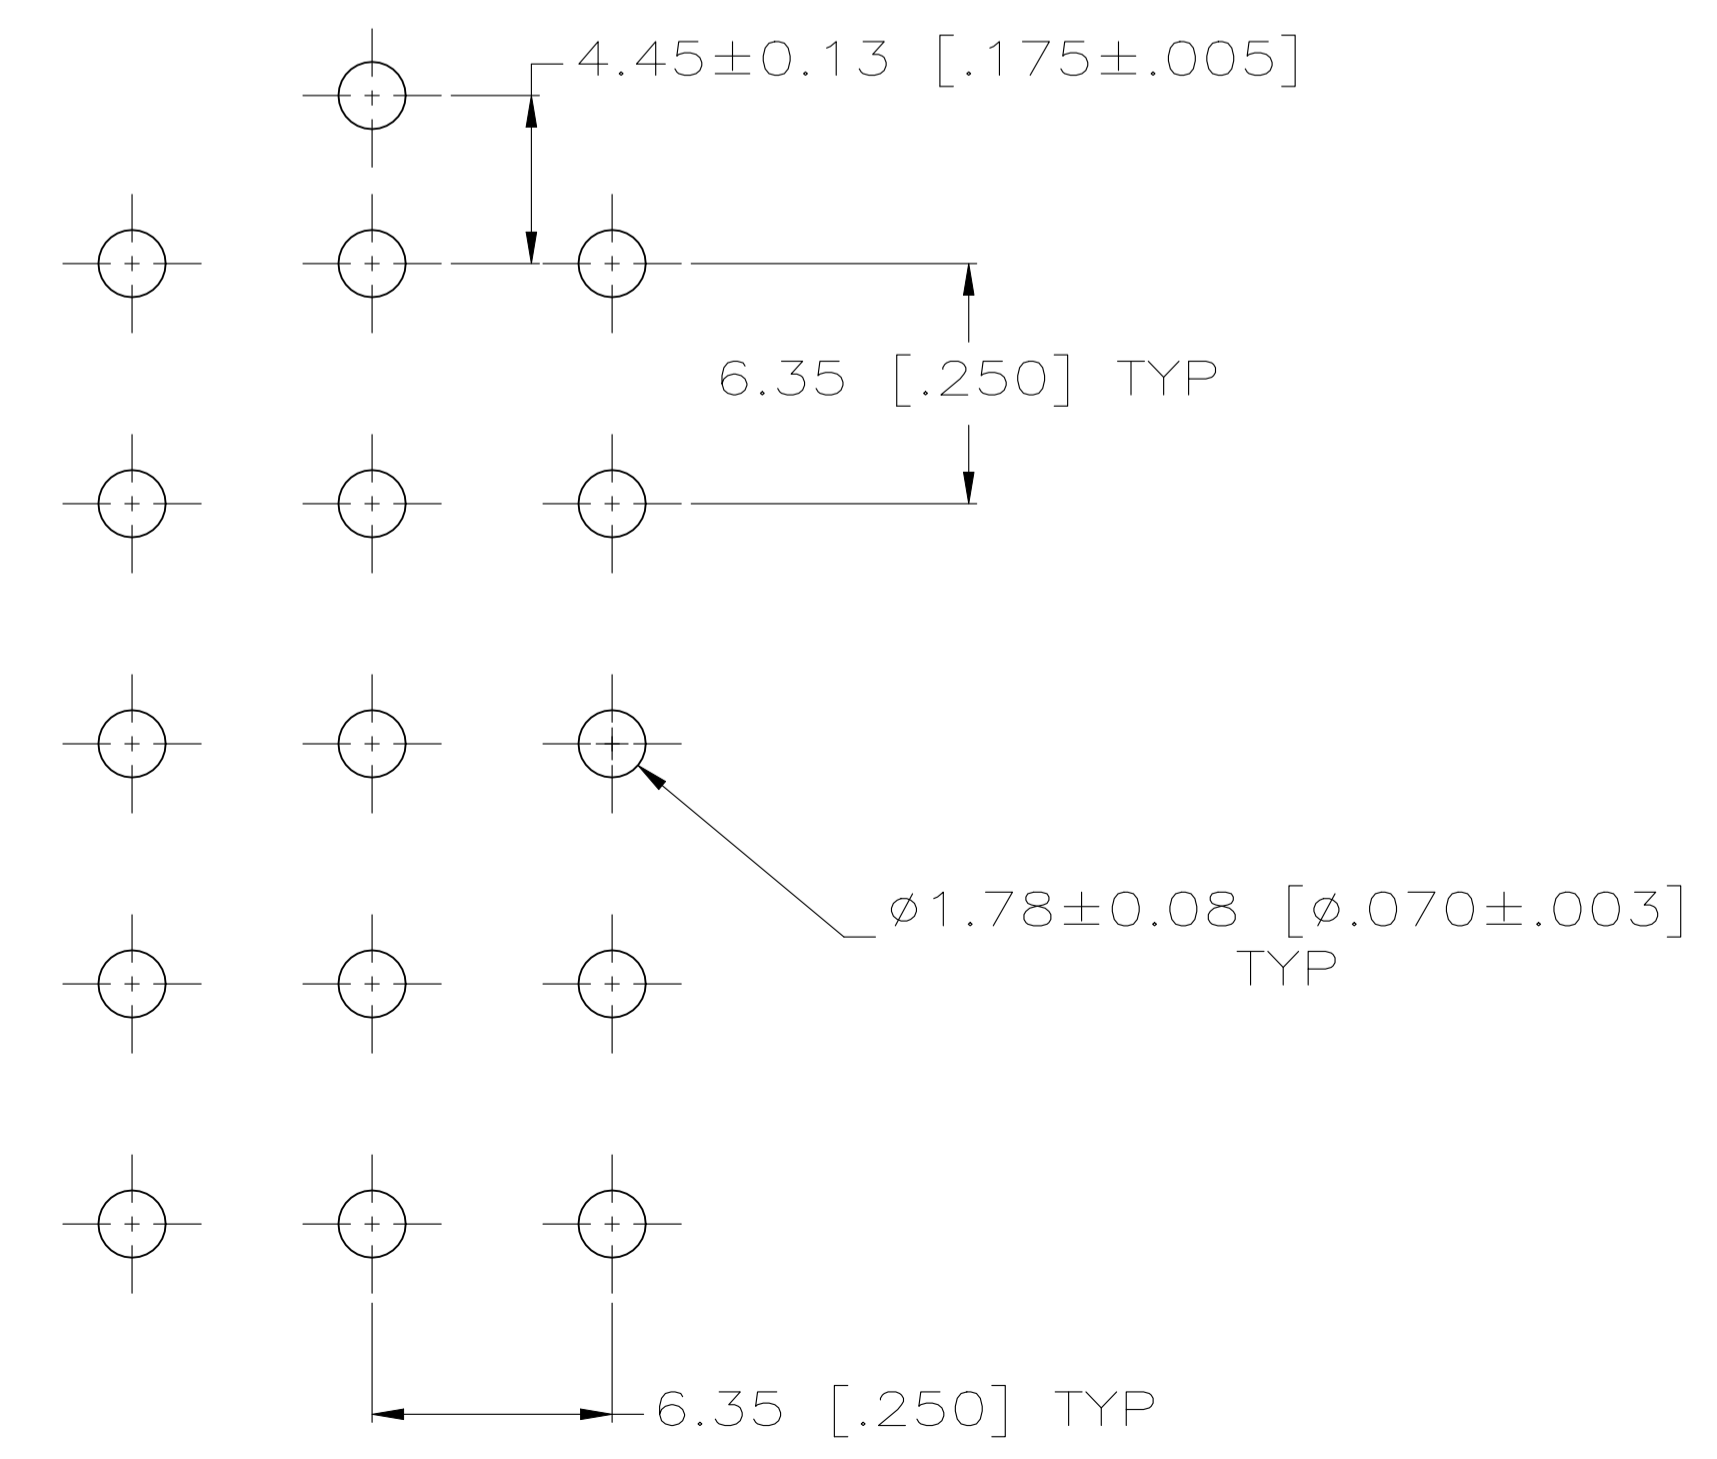 4.45±0.13 [.175±.005]
6.35 [.250] TYP
⌀1.78±0.08 [⌀.070±.003]
TYP
6.35 [.250] TYP